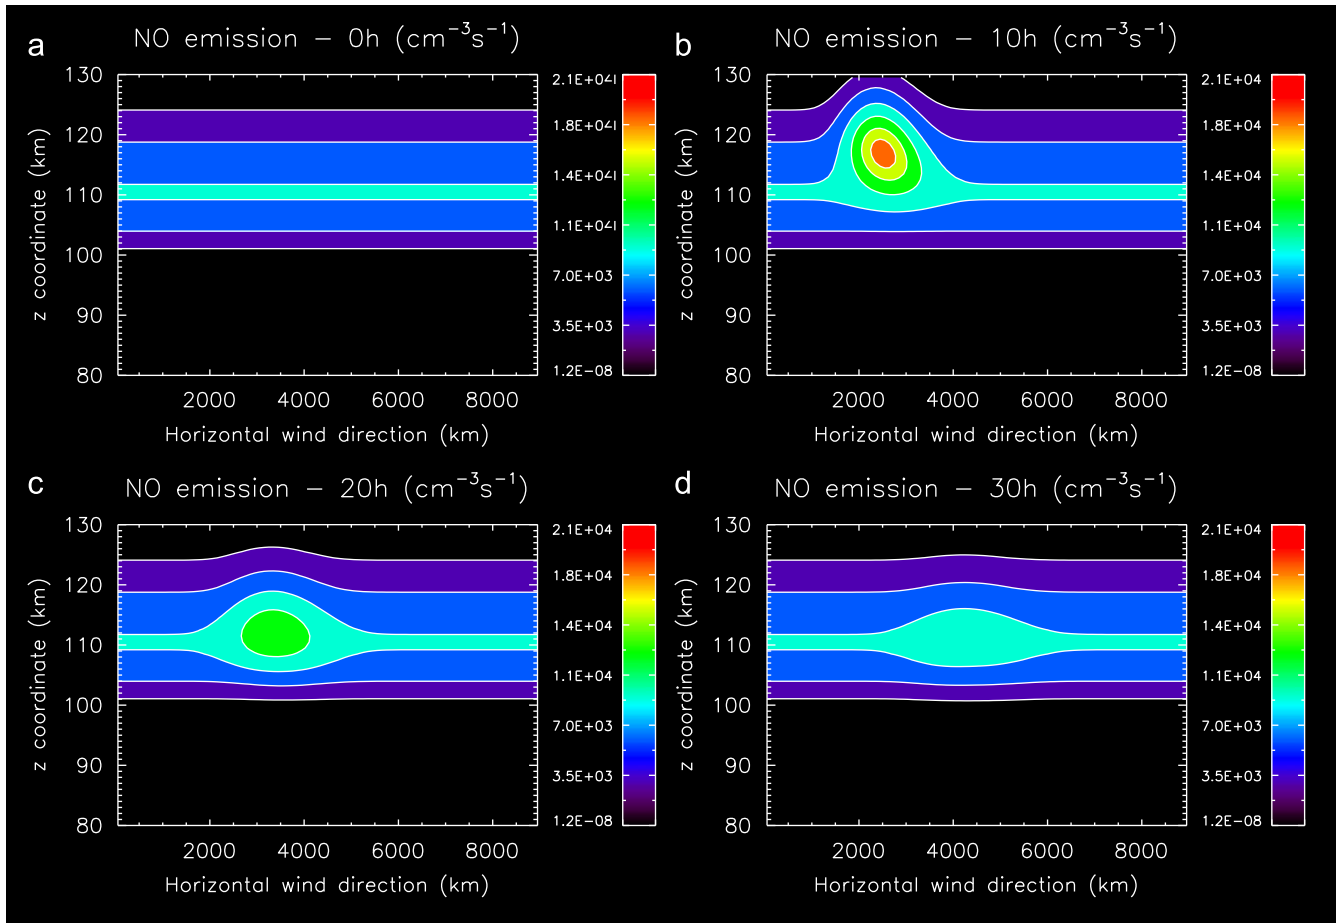 a
NO emission – 0h (cm⁻³s⁻¹)
130
120
110
100
90
80
z coordinate (km)
2000 4000 6000 8000
Horizontal wind direction (km)
2.1E+04
1.8E+04
1.4E+04
1.1E+04
7.0E+03
3.5E+03
1.2E-08
b
NO emission – 10h (cm⁻³s⁻¹)
130
120
110
100
90
80
z coordinate (km)
2000 4000 6000 8000
Horizontal wind direction (km)
2.1E+04
1.8E+04
1.4E+04
1.1E+04
7.0E+03
3.5E+03
1.2E-08
c
NO emission – 20h (cm⁻³s⁻¹)
130
120
110
100
90
80
z coordinate (km)
2000 4000 6000 8000
Horizontal wind direction (km)
2.1E+04
1.8E+04
1.4E+04
1.1E+04
7.0E+03
3.5E+03
1.2E-08
d
NO emission – 30h (cm⁻³s⁻¹)
130
120
110
100
90
80
z coordinate (km)
2000 4000 6000 8000
Horizontal wind direction (km)
2.1E+04
1.8E+04
1.4E+04
1.1E+04
7.0E+03
3.5E+03
1.2E-08